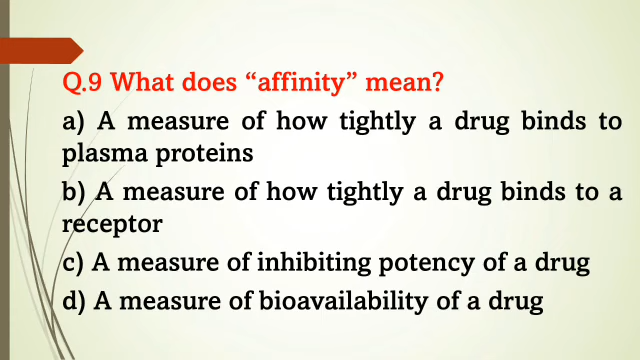 Q.9 What does “affinity” mean?
a) A measure of how tightly a drug binds to
plasma proteins
b) A measure of how tightly a drug binds to a
receptor
c) A measure of inhibiting potency of a drug
d) A measure of bioavailability of a drug